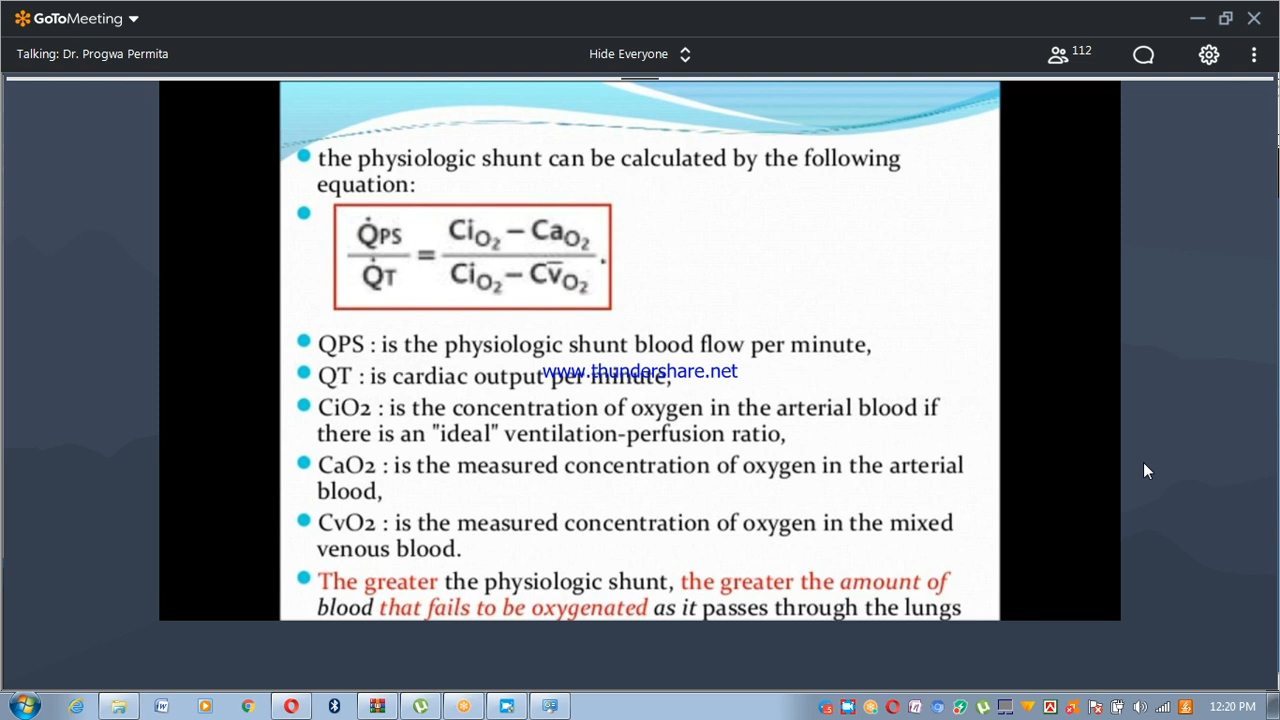 GoToMeeting
Talking: Dr. Progwa Permita
Hide Everyone
112
the physiologic shunt can be calculated by the following
equation:
Q̇PS / Q̇T = CiO₂ – CaO₂ / CiO₂ – Cv̅O₂ .
QPS : is the physiologic shunt blood flow per minute,
QT : is cardiac output per minute,
www.thundershare.net
CiO2 : is the concentration of oxygen in the arterial blood if
there is an "ideal" ventilation-perfusion ratio,
CaO2 : is the measured concentration of oxygen in the arterial
blood,
CvO2 : is the measured concentration of oxygen in the mixed
venous blood.
The greater the physiologic shunt, the greater the amount of
blood that fails to be oxygenated as it passes through the lungs
12:20 PM